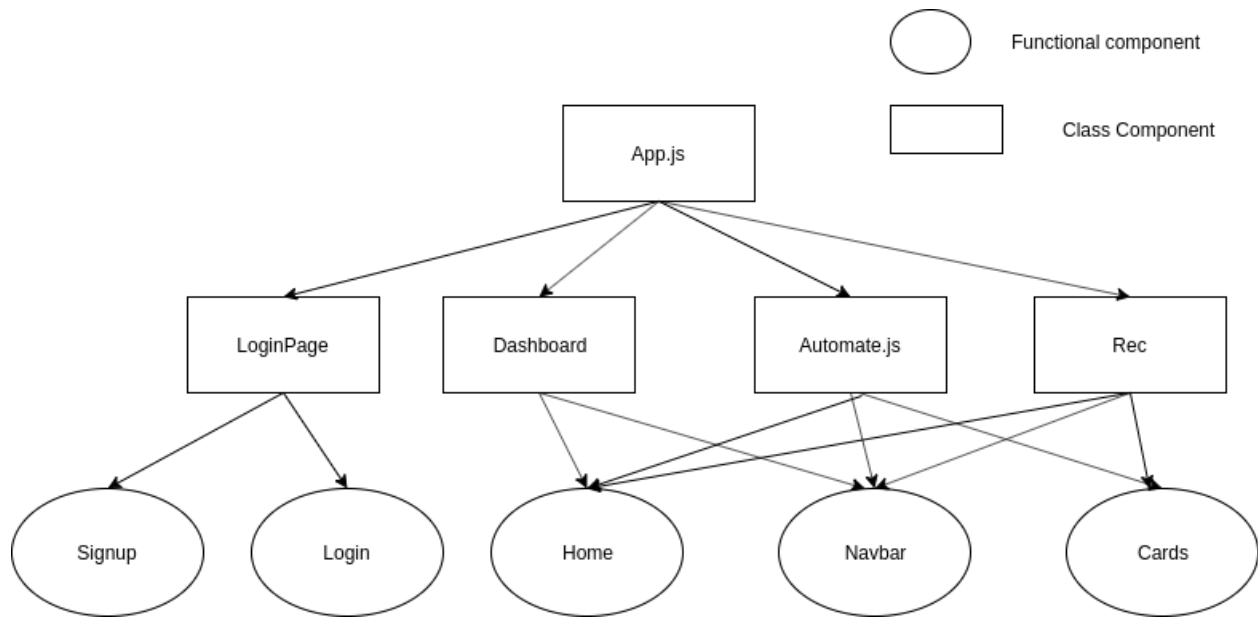 Functional component
Class Component
App.js
LoginPage
Dashboard
Automate.js
Rec
Signup
Login
Home
Navbar
Cards